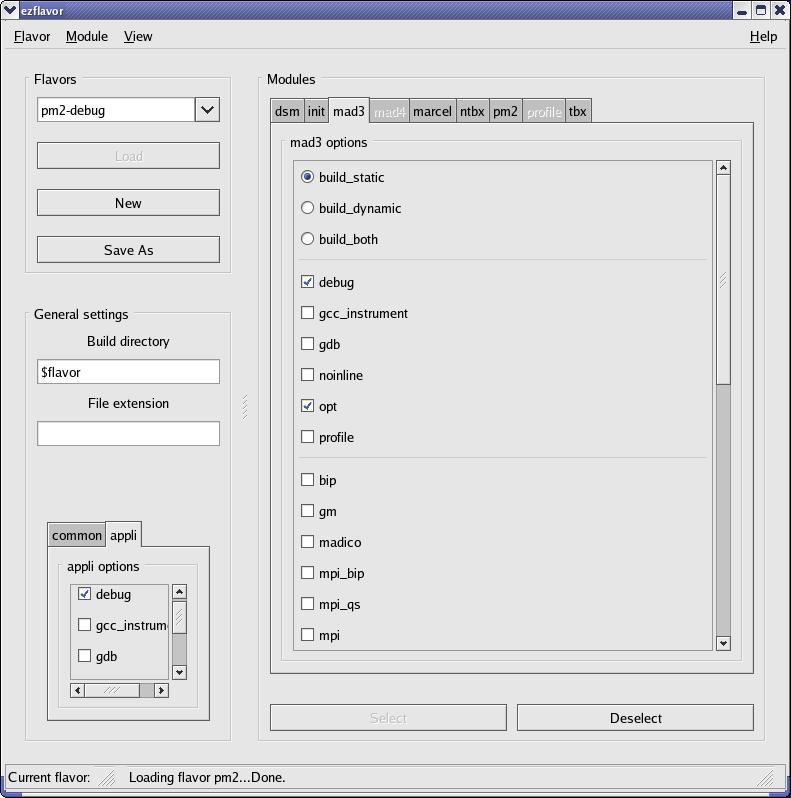 ezflavor
Flavor Module View Help
Flavors
pm2-debug
Load
New
Save As
General settings
Build directory
$flavor
File extension
common appli
appli options
debug
gcc_instrum
gdb
Modules
dsm init mad3 mad4 marcel ntbx pm2 profile tbx
mad3 options
build_static
build_dynamic
build_both
debug
gcc_instrument
gdb
noinline
opt
profile
bip
gm
madico
mpi_bip
mpi_qs
mpi
Select Deselect
Current flavor: Loading flavor pm2...Done.